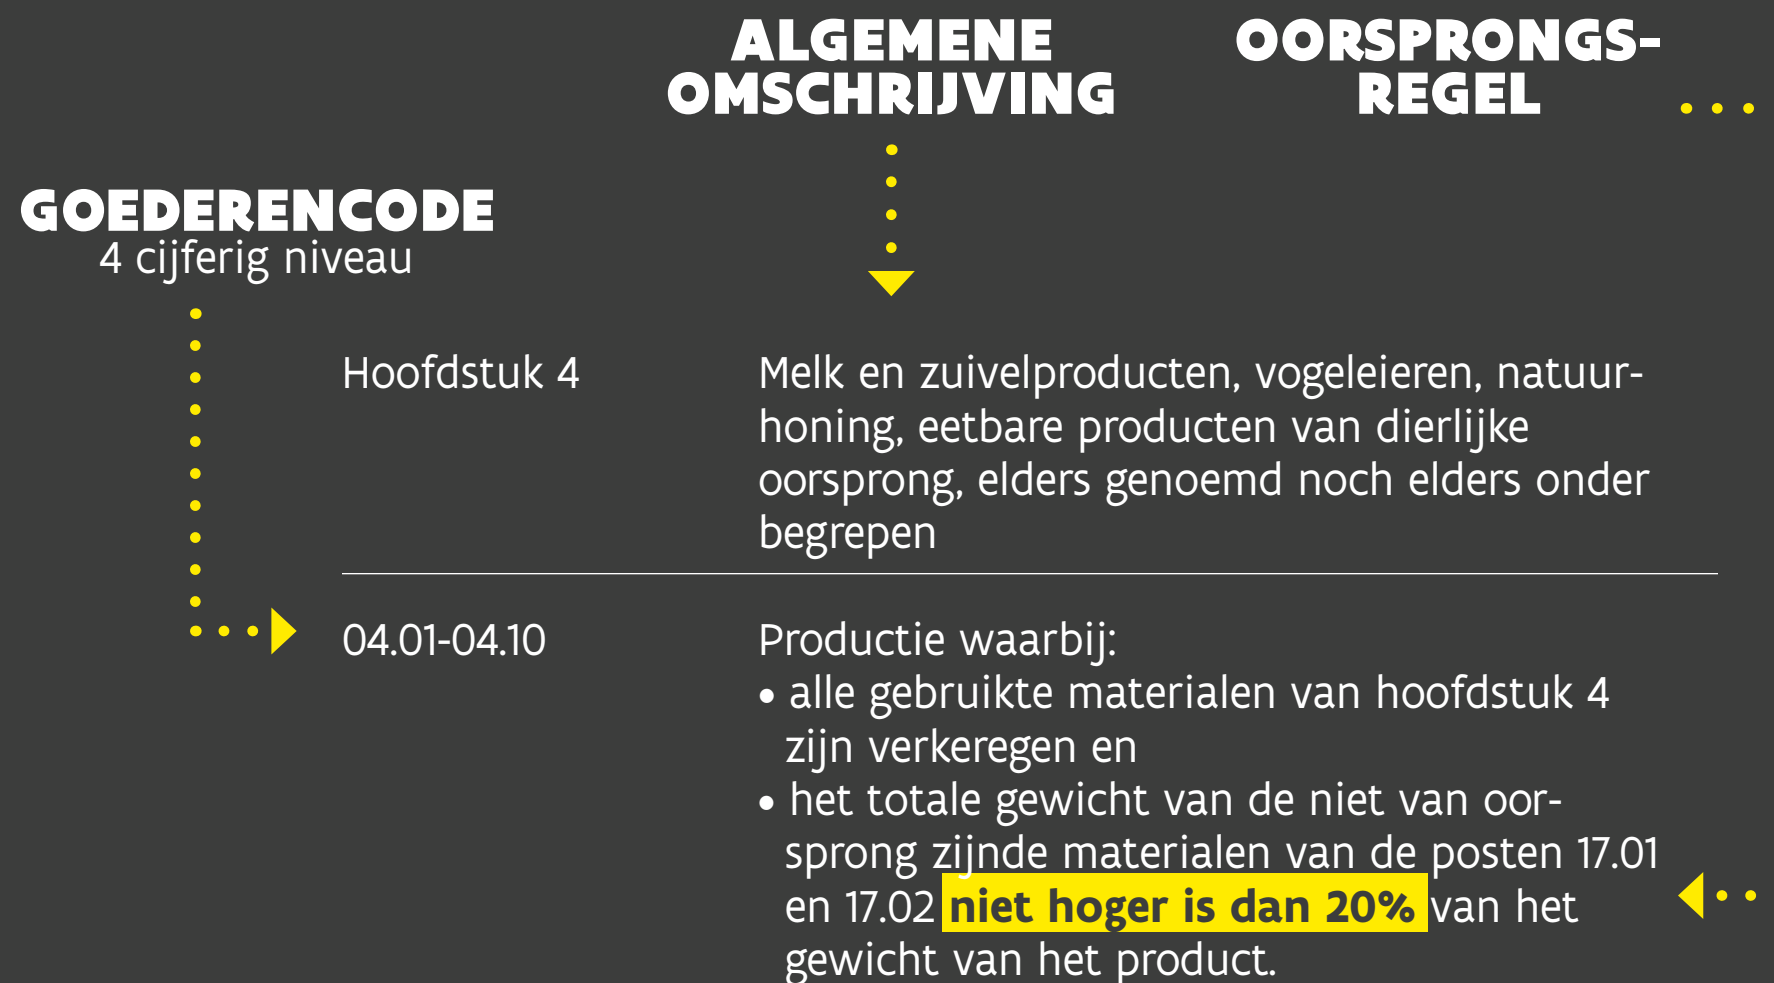 ALGEMENE
OMSCHRIJVING
OORSPRONGS-
REGEL
GOEDERENCODE
4 cijferig niveau
Hoofdstuk 4
Melk en zuivelproducten, vogeleieren, natuur-
honing, eetbare producten van dierlijke
oorsprong, elders genoemd noch elders onder
begrepen
04.01-04.10
Productie waarbij:
• alle gebruikte materialen van hoofdstuk 4
zijn verkeregen en
• het totale gewicht van de niet van oor-
sprong zijnde materialen van de posten 17.01
en 17.02 niet hoger is dan 20% van het
gewicht van het product.